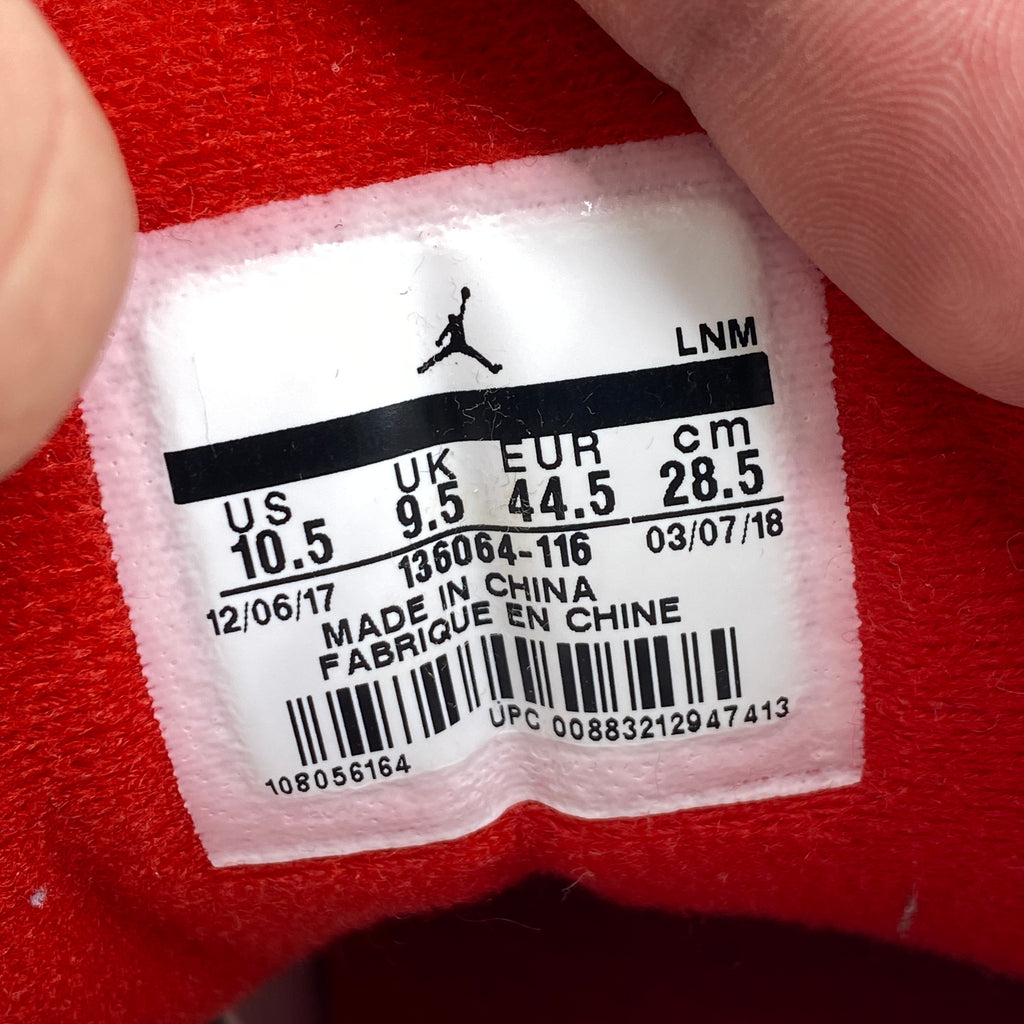 LNM
US UK EUR cm
10.5 9.5 44.5 28.5
12/06/17 136064-116 03/07/18
MADE IN CHINA
FABRIQUE EN CHINE
108056164 UPC 00883212947413